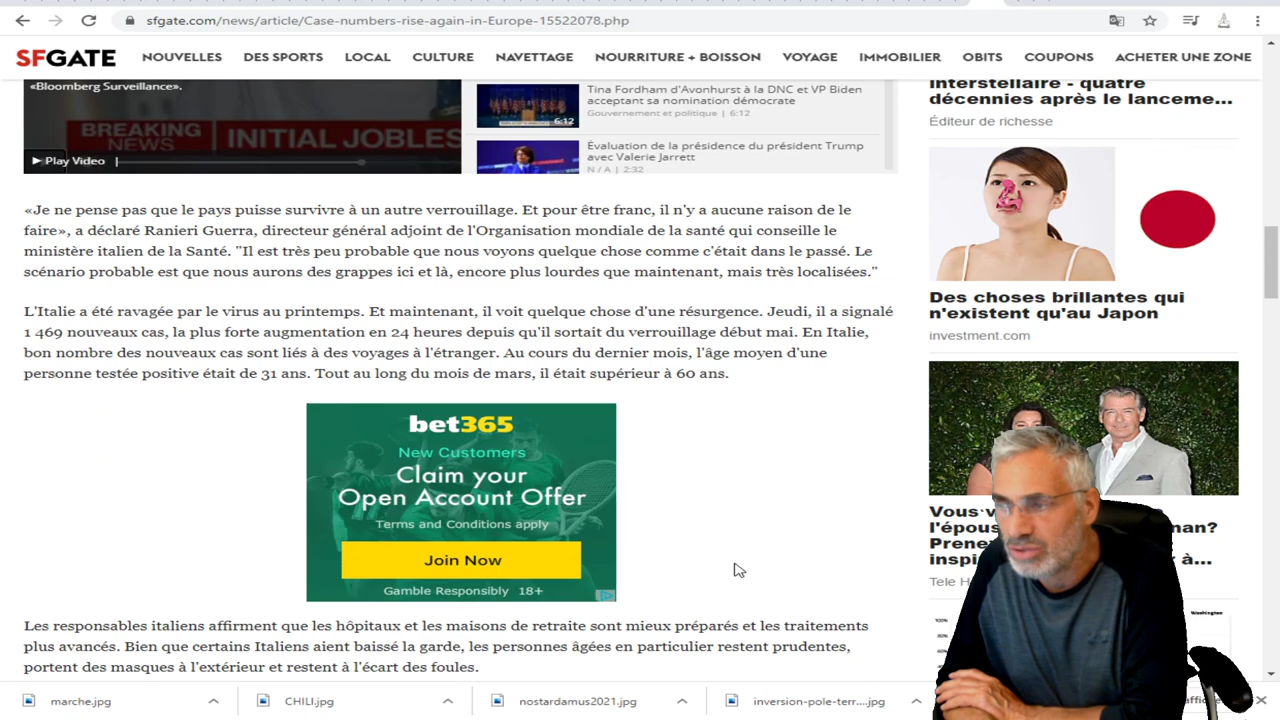 sfgate.com/news/article/Case-numbers-rise-again-in-Europe-15522078.php
SFGATE NOUVELLES DES SPORTS LOCAL CULTURE NAVETTAGE NOURRITURE + BOISSON VOYAGE IMMOBILIER OBITS COUPONS ACHETER UNE ZONE
«Bloomberg Surveillance».
BREAKING NEWS
INITIAL JOBLES
Play Video
Tina Fordham d'Avonhurst à la DNC et VP Biden
acceptant sa nomination démocrate
Gouvernement et politique | 6:12
6:12
Évaluation de la présidence du président Trump
avec Valerie Jarrett
N / A | 2:32
«Je ne pense pas que le pays puisse survivre à un autre verrouillage. Et pour être franc, il n'y a aucune raison de le
faire», a déclaré Ranieri Guerra, directeur général adjoint de l'Organisation mondiale de la santé qui conseille le
ministère italien de la Santé. "Il est très peu probable que nous voyons quelque chose comme c'était dans le passé. Le
scénario probable est que nous aurons des grappes ici et là, encore plus lourdes que maintenant, mais très localisées."
L'Italie a été ravagée par le virus au printemps. Et maintenant, il voit quelque chose d'une résurgence. Jeudi, il a signalé
1 469 nouveaux cas, la plus forte augmentation en 24 heures depuis qu'il sortait du verrouillage début mai. En Italie,
bon nombre des nouveaux cas sont liés à des voyages à l'étranger. Au cours du dernier mois, l'âge moyen d'une
personne testée positive était de 31 ans. Tout au long du mois de mars, il était supérieur à 60 ans.
bet365
New Customers
Claim your
Open Account Offer
Terms and Conditions apply
Join Now
Gamble Responsibly 18+
Les responsables italiens affirment que les hôpitaux et les maisons de retraite sont mieux préparés et les traitements
plus avancés. Bien que certains Italiens aient baissé la garde, les personnes âgées en particulier restent prudentes,
portent des masques à l'extérieur et restent à l'écart des foules.
interstellaire - quatre
décennies après le lanceme...
Éditeur de richesse
Des choses brillantes qui
n'existent qu'au Japon
investment.com
Vous
l'épous
man?
Prene
inspi
à...
Tele H
Washington
100%
80%
60%
marche.jpg
CHILI.jpg
nostardamus2021.jpg
inversion-pole-terr....jpg